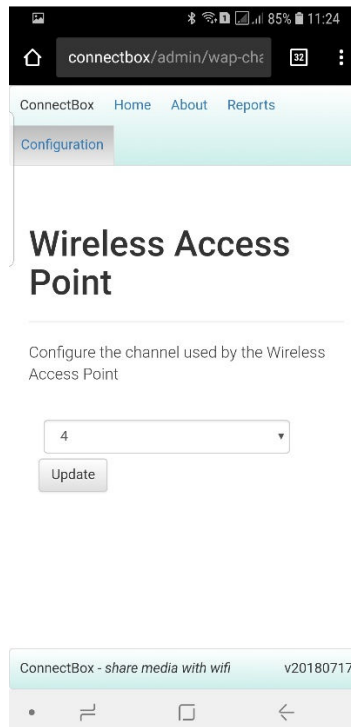 85% 11:24
connectbox/admin/wap-cha 32
ConnectBox Home About Reports
Configuration
Wireless Access
Point
Configure the channel used by the Wireless
Access Point
4
Update
ConnectBox - share media with wifi v20180717